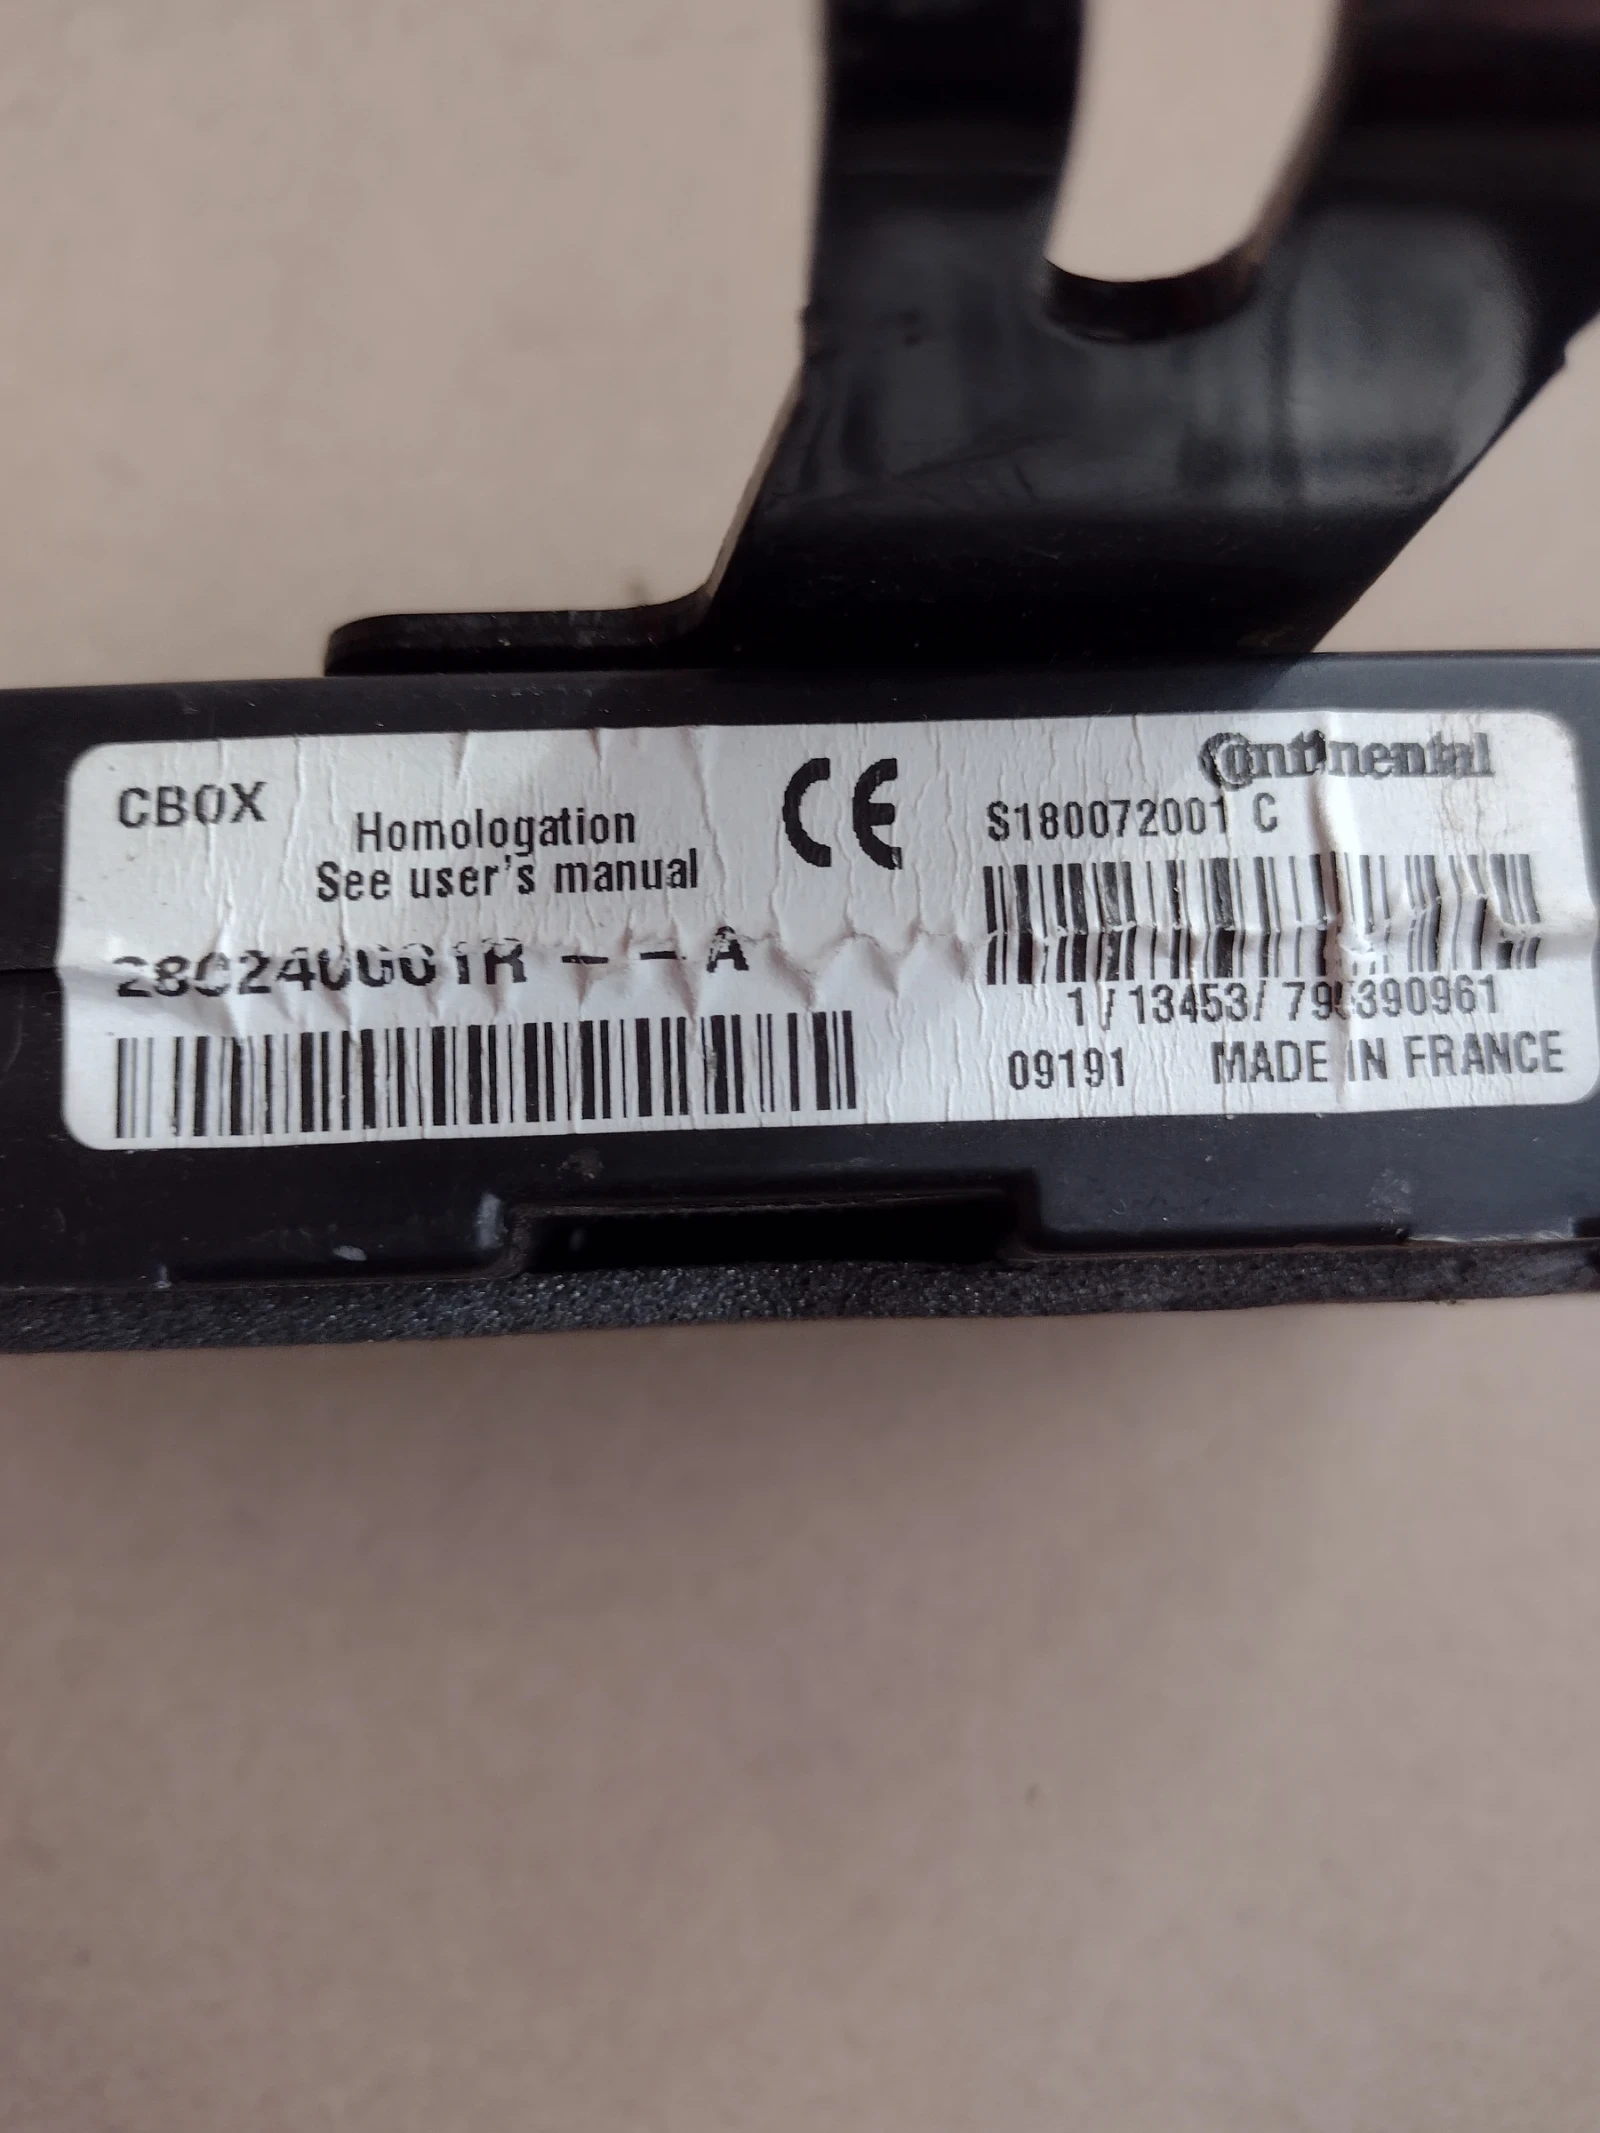 CBOX
Homologation
See user's manual
CE
Continental
S180072001 C
-- A
1 / 13453 /
09191 MADE IN FRANCE